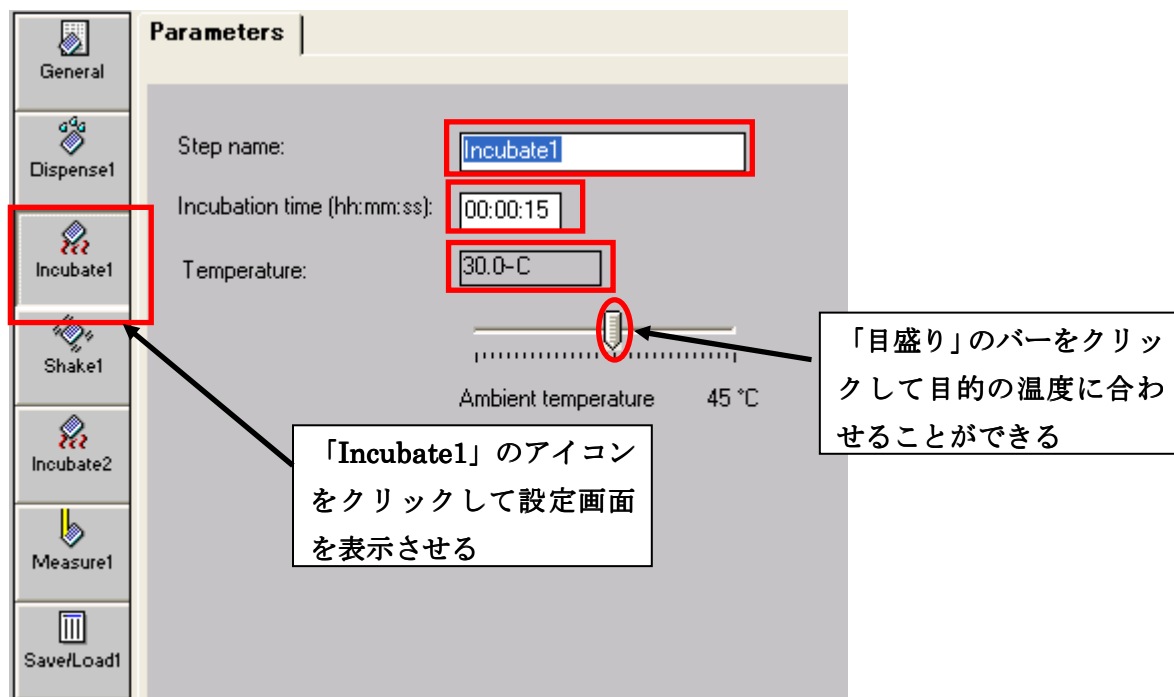 Parameters
General
Dispense1
Incubate1
Shake1
Incubate2
Measure1
Save/Load1
Step name:
Incubate1
Incubation time (hh:mm:ss):
00:00:15
Temperature:
30.0~C
Ambient temperature
45 °C
「目盛り」のバーをクリッ
クして目的の温度に合わ
せることができる
「Incubate1」のアイコン
をクリックして設定画面
を表示させる